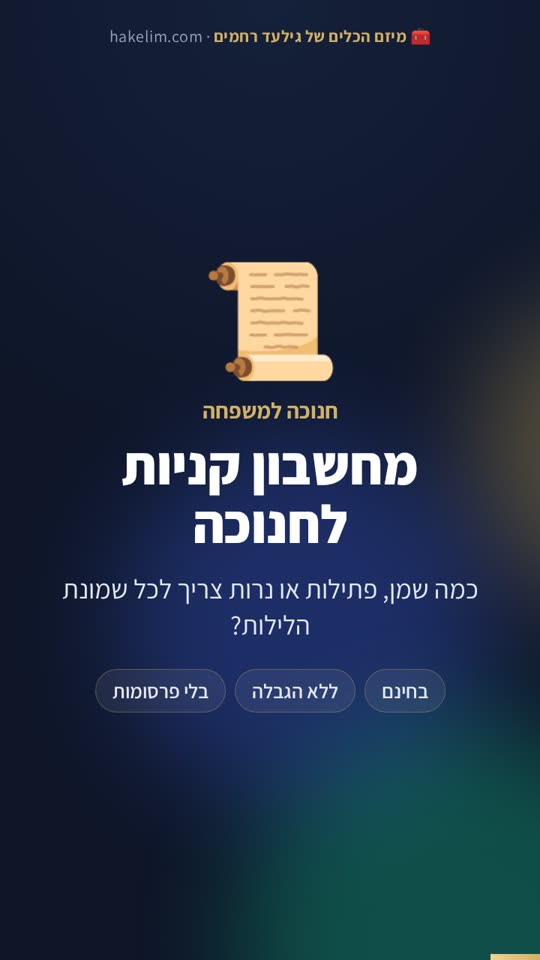 🧰 מיזם הכלים של גילעד רחמים · hakelim.com
חנוכה למשפחה
מחשבון קניות
לחנוכה
כמה שמן, פתילות או נרות צריך לכל שמונת
הלילות?
בחינם
ללא הגבלה
בלי פרסומות